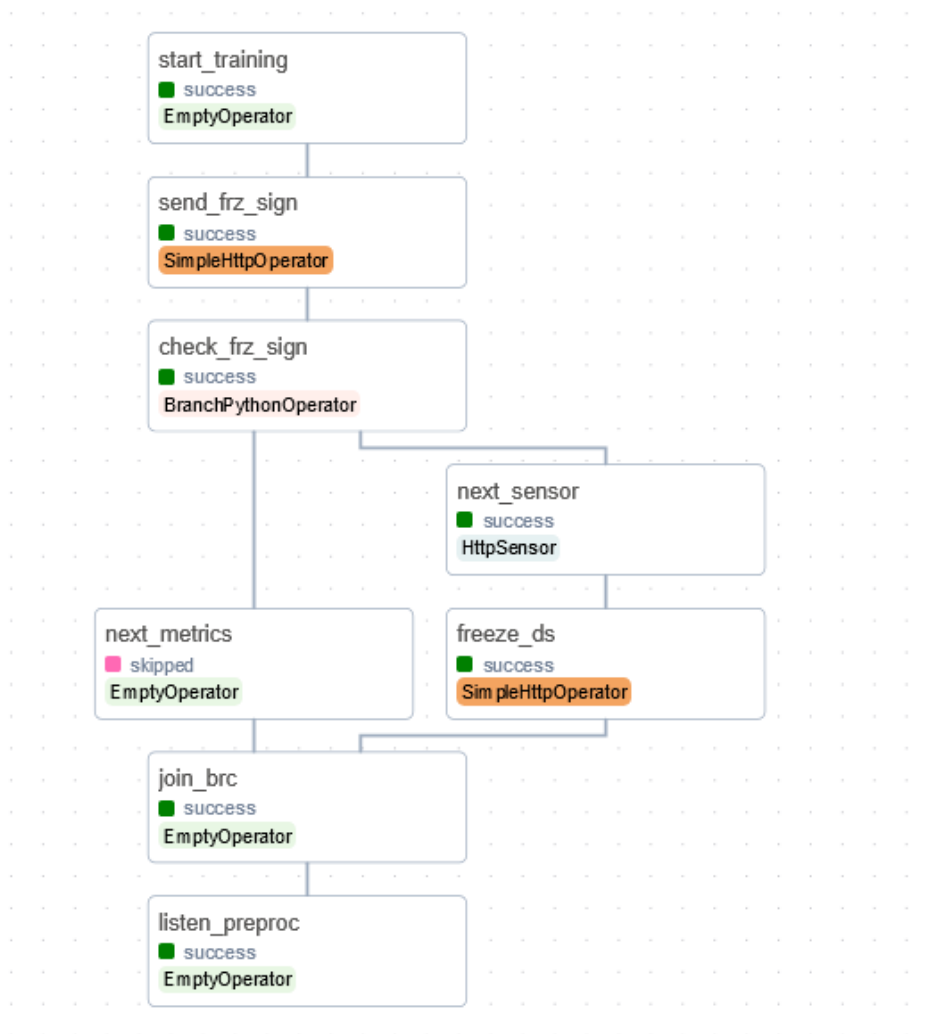 start_training
success
EmptyOperator
send_frz_sign
success
SimpleHttpOperator
check_frz_sign
success
BranchPythonOperator
next_sensor
success
HttpSensor
next_metrics
skipped
EmptyOperator
freeze_ds
success
SimpleHttpOperator
join_brc
success
EmptyOperator
listen_preproc
success
EmptyOperator